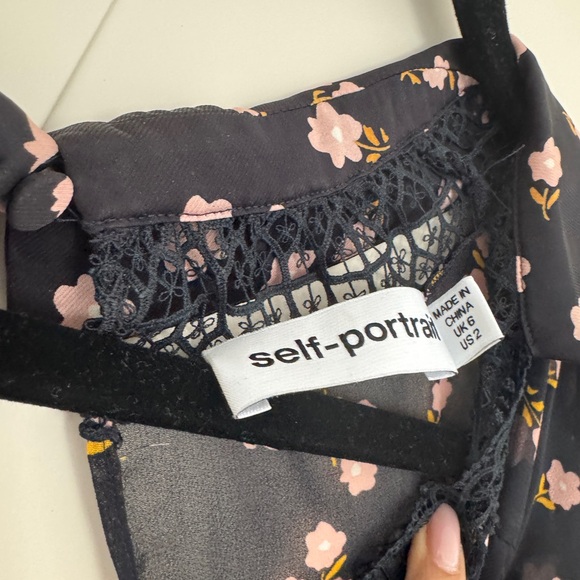 self-portrait
MADE IN
CHINA
UK 6
US 2